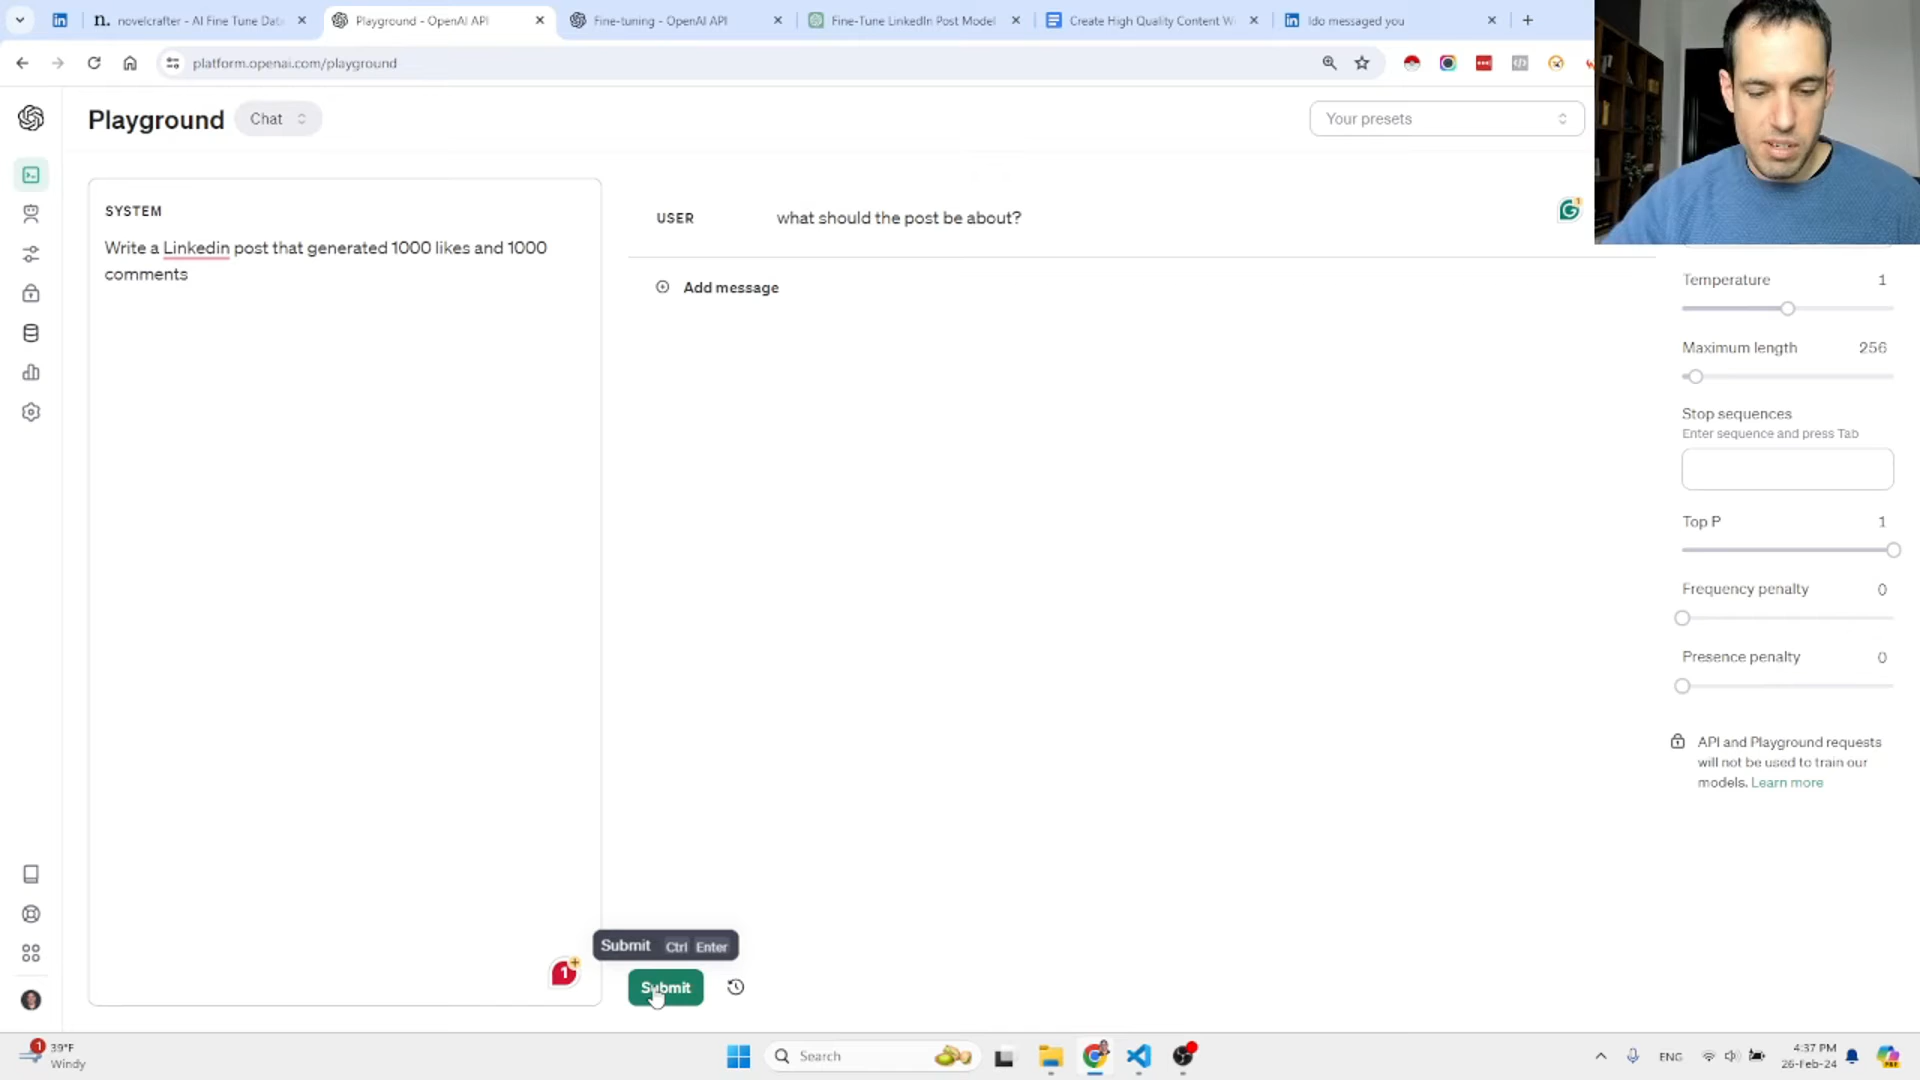 novelcrafter - AI Fine Tune Data
Playground - OpenAI API
Fine-tuning - OpenAI API
Fine-Tune LinkedIn Post Model
Create High Quality Content W
Ido messaged you
platform.openai.com/playground
Playground
Chat
Your presets
SYSTEM
Write a Linkedin post that generated 1000 likes and 1000
comments
USER
what should the post be about?
Add message
Temperature 1
Maximum length 256
Stop sequences
Enter sequence and press Tab
Top P 1
Frequency penalty 0
Presence penalty 0
API and Playground requests
will not be used to train our
models. Learn more
Submit Ctrl Enter
1
Submit
1
39°F
Windy
Search
ENG
4:37 PM
26-Feb-24